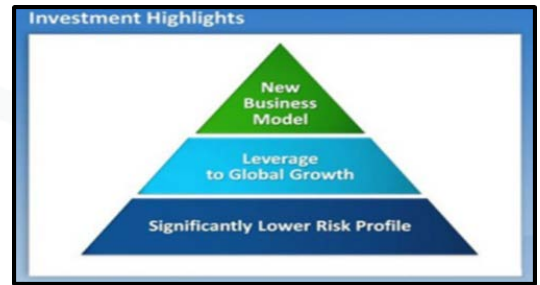 Investment Highlights
New
Business
Model
Leverage
to Global Growth
Significantly Lower Risk Profile